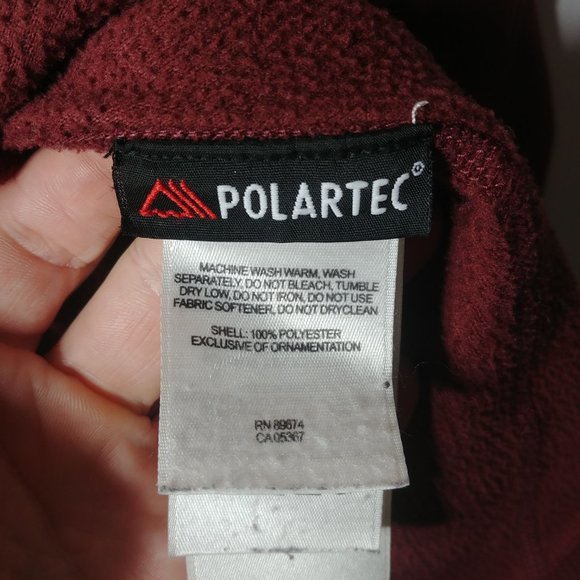 POLARTEC®
MACHINE WASH WARM, WASH
SEPARATELY, DO NOT BLEACH, TUMBLE
DRY LOW, DO NOT IRON, DO NOT USE
FABRIC SOFTENER, DO NOT DRYCLEAN
SHELL: 100% POLYESTER
EXCLUSIVE OF ORNAMENTATION
RN 89674
CA 05367